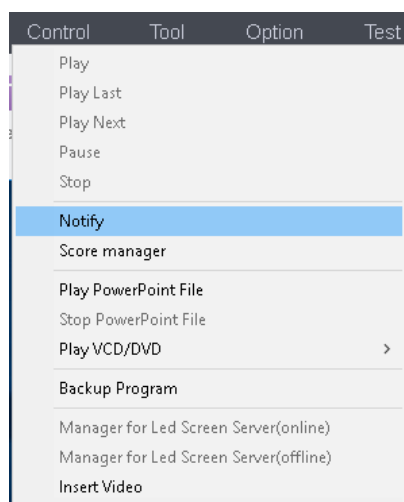 Control Tool Option Test
Play
Play Last
Play Next
Pause
Stop
Notify
Score manager
Play PowerPoint File
Stop PowerPoint File
Play VCD/DVD >
Backup Program
Manager for Led Screen Server(online)
Manager for Led Screen Server(offline)
Insert Video